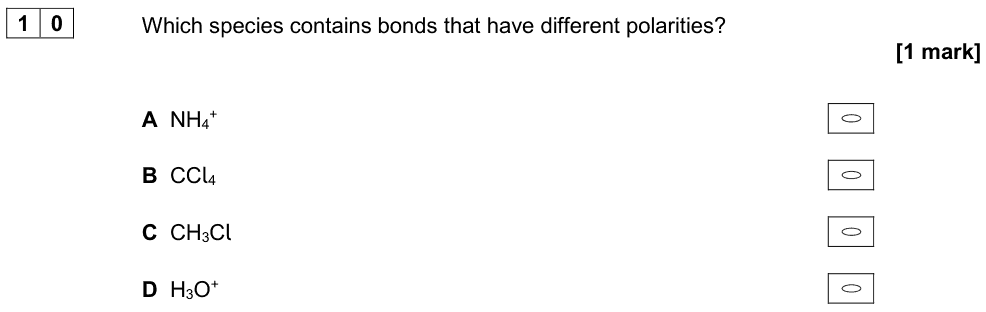 1 0 Which species contains bonds that have different polarities?
[1 mark]
A NH₄⁺
B CCl₄
C CH₃Cl
D H₃O⁺